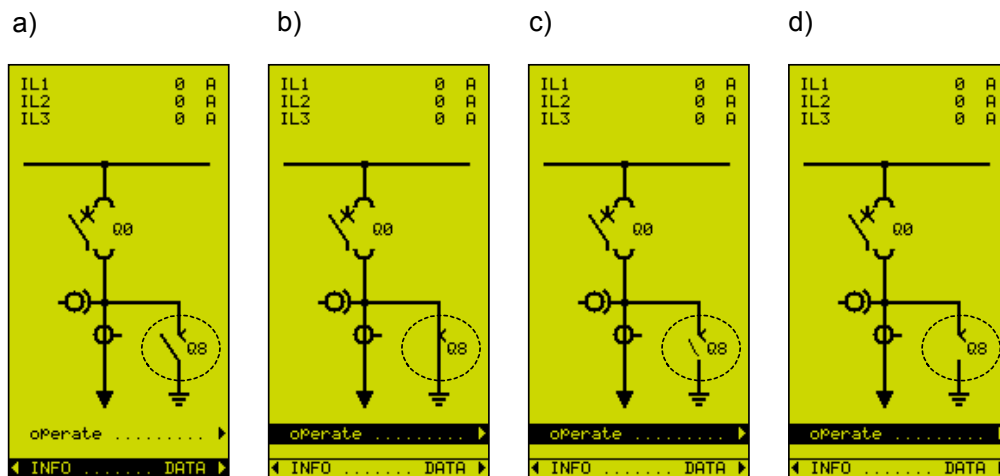 a)
b)
c)
d)
IL1 0 A
IL2 0 A
IL3 0 A
Q0
Q8
operate .........
INFO ....... DATA
IL1 0 A
IL2 0 A
IL3 0 A
Q0
Q8
operate .........
INFO ....... DATA
IL1 0 A
IL2 0 A
IL3 0 A
Q0
Q8
operate .........
INFO ....... DATA
IL1 0 A
IL2 0 A
IL3 0 A
Q0
Q8
operate .........
INFO ....... DATA